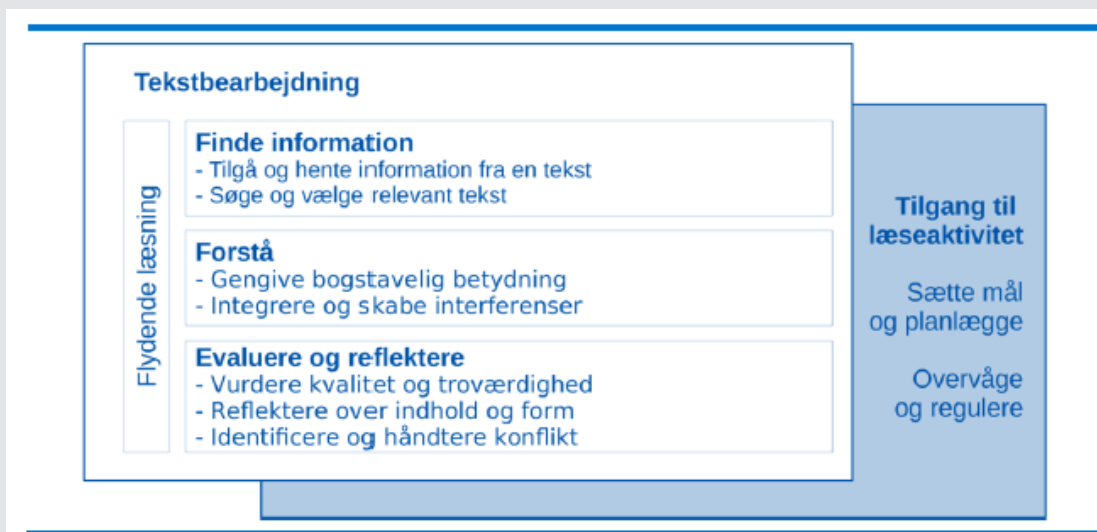 Tekstbearbejdning
Flydende læsning
Finde information
- Tilgå og hente information fra en tekst
- Søge og vælge relevant tekst
Forstå
- Gengive bogstavelig betydning
- Integrere og skabe interferenser
Evaluere og reflektere
- Vurdere kvalitet og troværdighed
- Reflektere over indhold og form
- Identificere og håndtere konflikt
Tilgang til
læseaktivitet
Sætte mål
og planlægge
Overvåge
og regulere